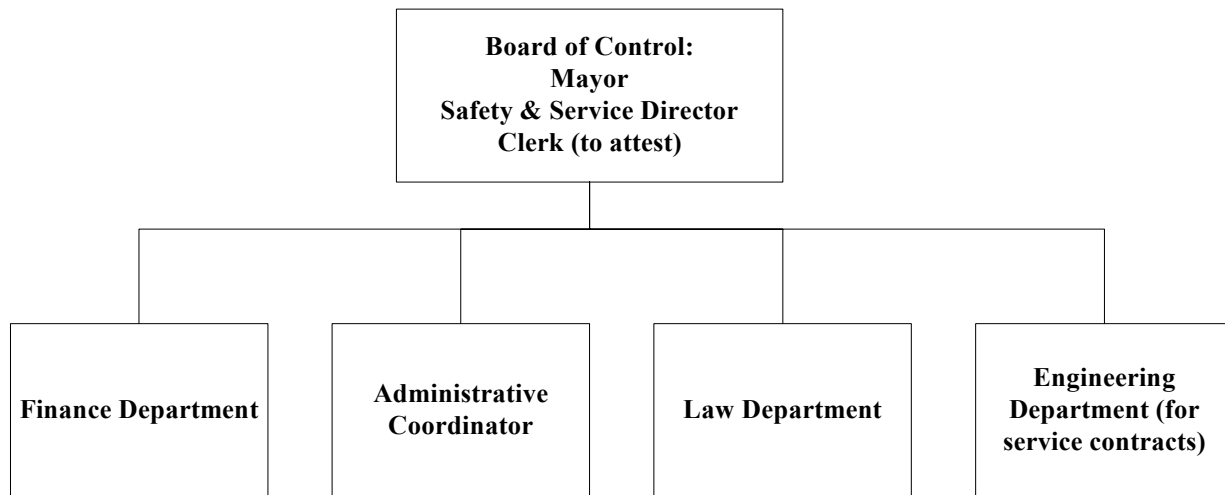 Board of Control:
Mayor
Safety & Service Director
Clerk (to attest)
Finance Department
Administrative
Coordinator
Law Department
Engineering
Department (for
service contracts)